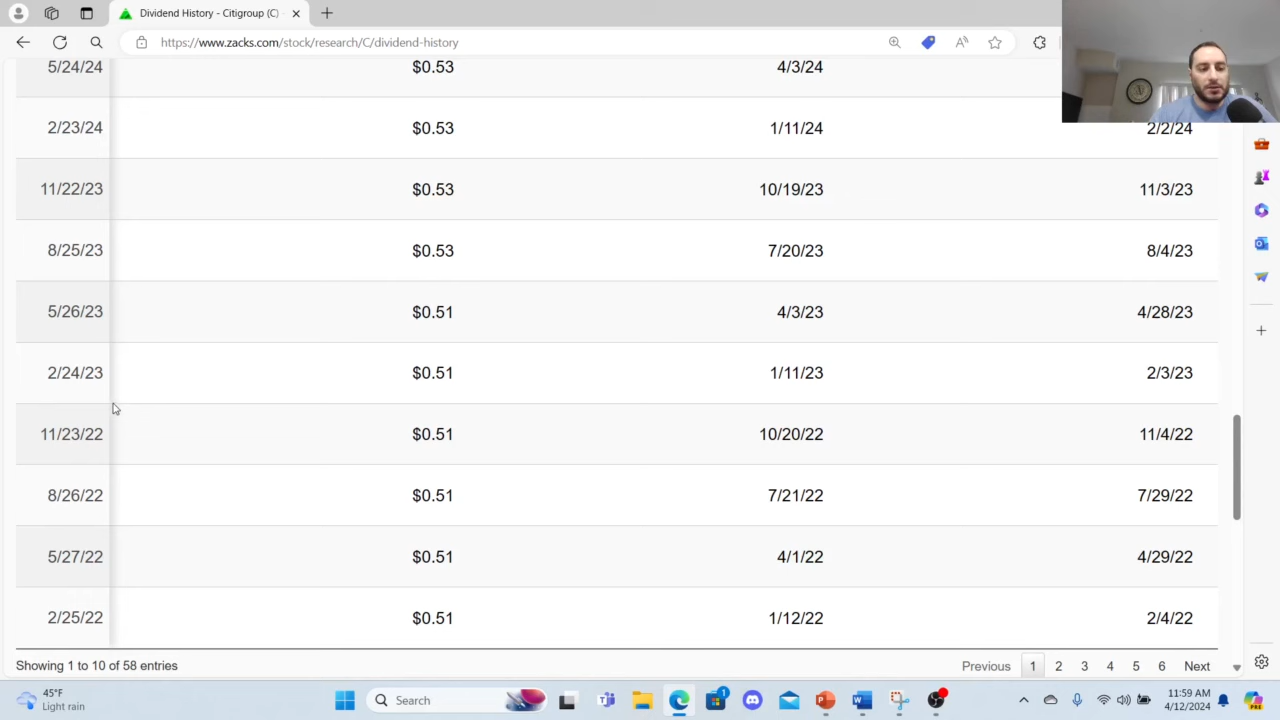 Dividend History - Citigroup (C)
https://www.zacks.com/stock/research/C/dividend-history
5/24/24 $0.53 4/3/24
2/23/24 $0.53 1/11/24 2/2/24
11/22/23 $0.53 10/19/23 11/3/23
8/25/23 $0.53 7/20/23 8/4/23
5/26/23 $0.51 4/3/23 4/28/23
2/24/23 $0.51 1/11/23 2/3/23
11/23/22 $0.51 10/20/22 11/4/22
8/26/22 $0.51 7/21/22 7/29/22
5/27/22 $0.51 4/1/22 4/29/22
2/25/22 $0.51 1/12/22 2/4/22
Showing 1 to 10 of 58 entries Previous 1 2 3 4 5 6 Next
45°F
Light rain
Search
1
11:59 AM
4/12/2024
PRE